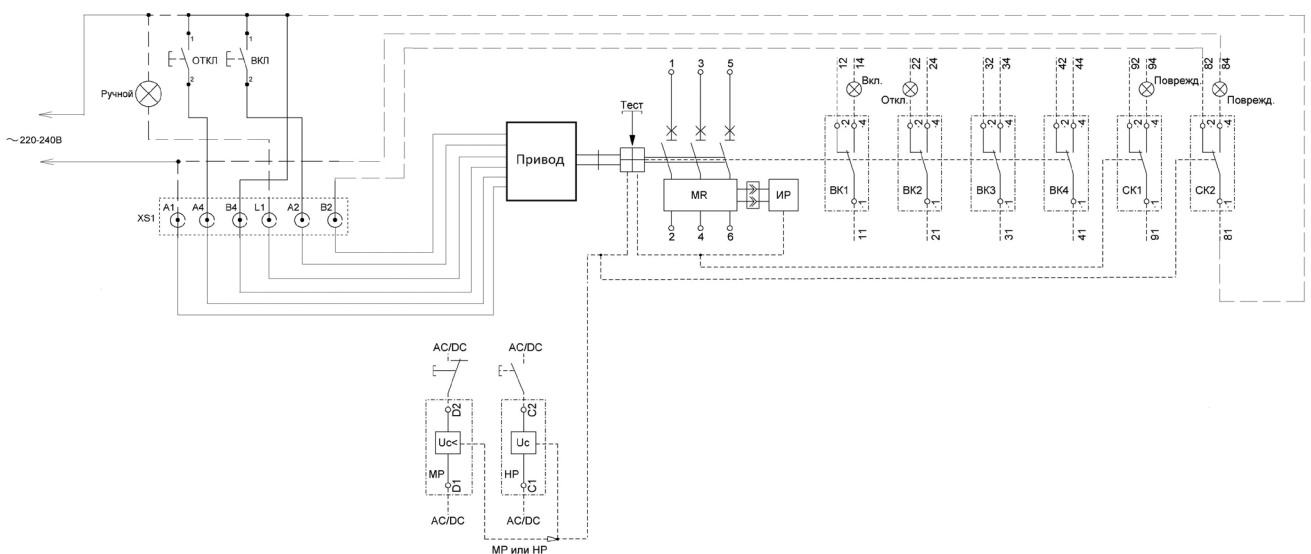 1
ОТКЛ
2
1
ВКЛ
2
Ручной
～220-240В
XS1
A1
A4
B4
L1
A2
B2
Привод
Тест
1
3
5
MR
ИР
2
4
6
12
14
Вкл.
.2
.4
ВК1
.1
11
22
24
Откл.
.2
.4
ВК2
.1
21
32
34
.2
.4
ВК3
.1
31
42
44
.2
.4
ВК4
.1
41
92
94
Поврежд.
.2
.4
СК1
.1
91
82
84
Поврежд.
.2
.4
СК2
.1
81
AC/DC
D2
Uc<
МР
D1
AC/DC
AC/DC
C2
Uc
НР
C1
AC/DC
МР или НР